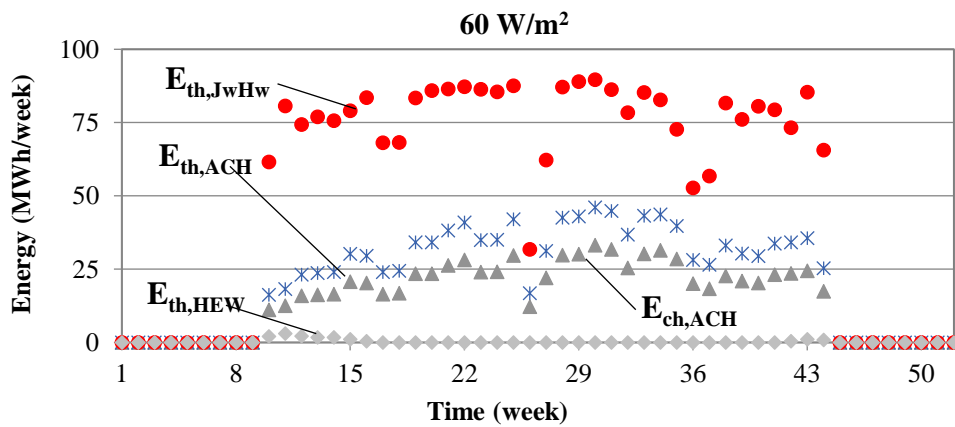 60 W/m²
100
75
50
25
0
Energy (MWh/week)
E_th,JwHw
E_th,ACH
E_th,HEW
E_ch,ACH
1 8 15 22 29 36 43 50
Time (week)